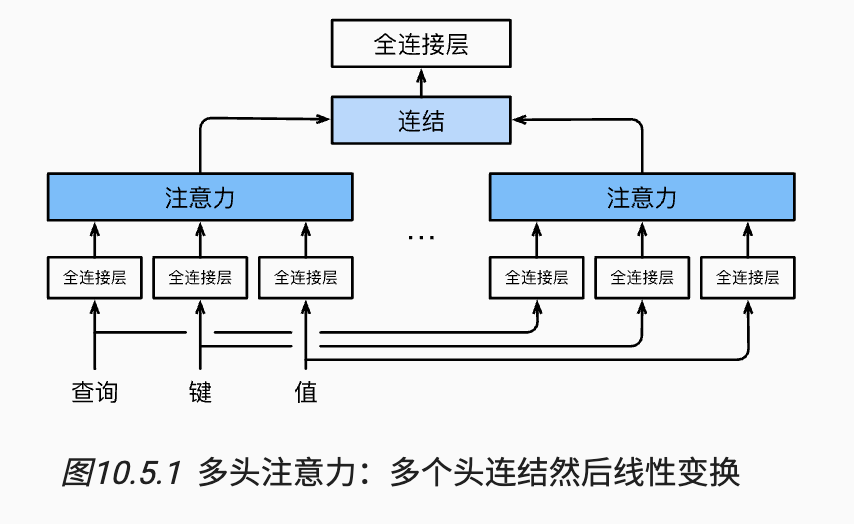 全连接层
连结
注意力 注意力
...
全连接层 全连接层 全连接层 全连接层 全连接层 全连接层
查询 键 值
图10.5.1 多头注意力：多个头连结然后线性变换